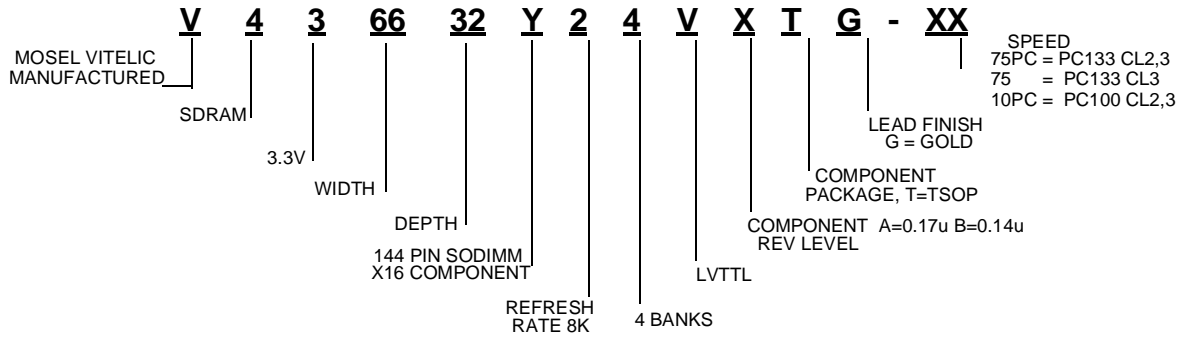 V 4 3 66 32 Y 2 4 V X T G - XX
MOSEL VITELIC
MANUFACTURED
SDRAM
3.3V
WIDTH
DEPTH
144 PIN SODIMM
X16 COMPONENT
REFRESH
RATE 8K
4 BANKS
LVTTL
COMPONENT A=0.17u B=0.14u
REV LEVEL
COMPONENT
PACKAGE, T=TSOP
LEAD FINISH
G = GOLD
SPEED
75PC = PC133 CL2,3
75 = PC133 CL3
10PC = PC100 CL2,3